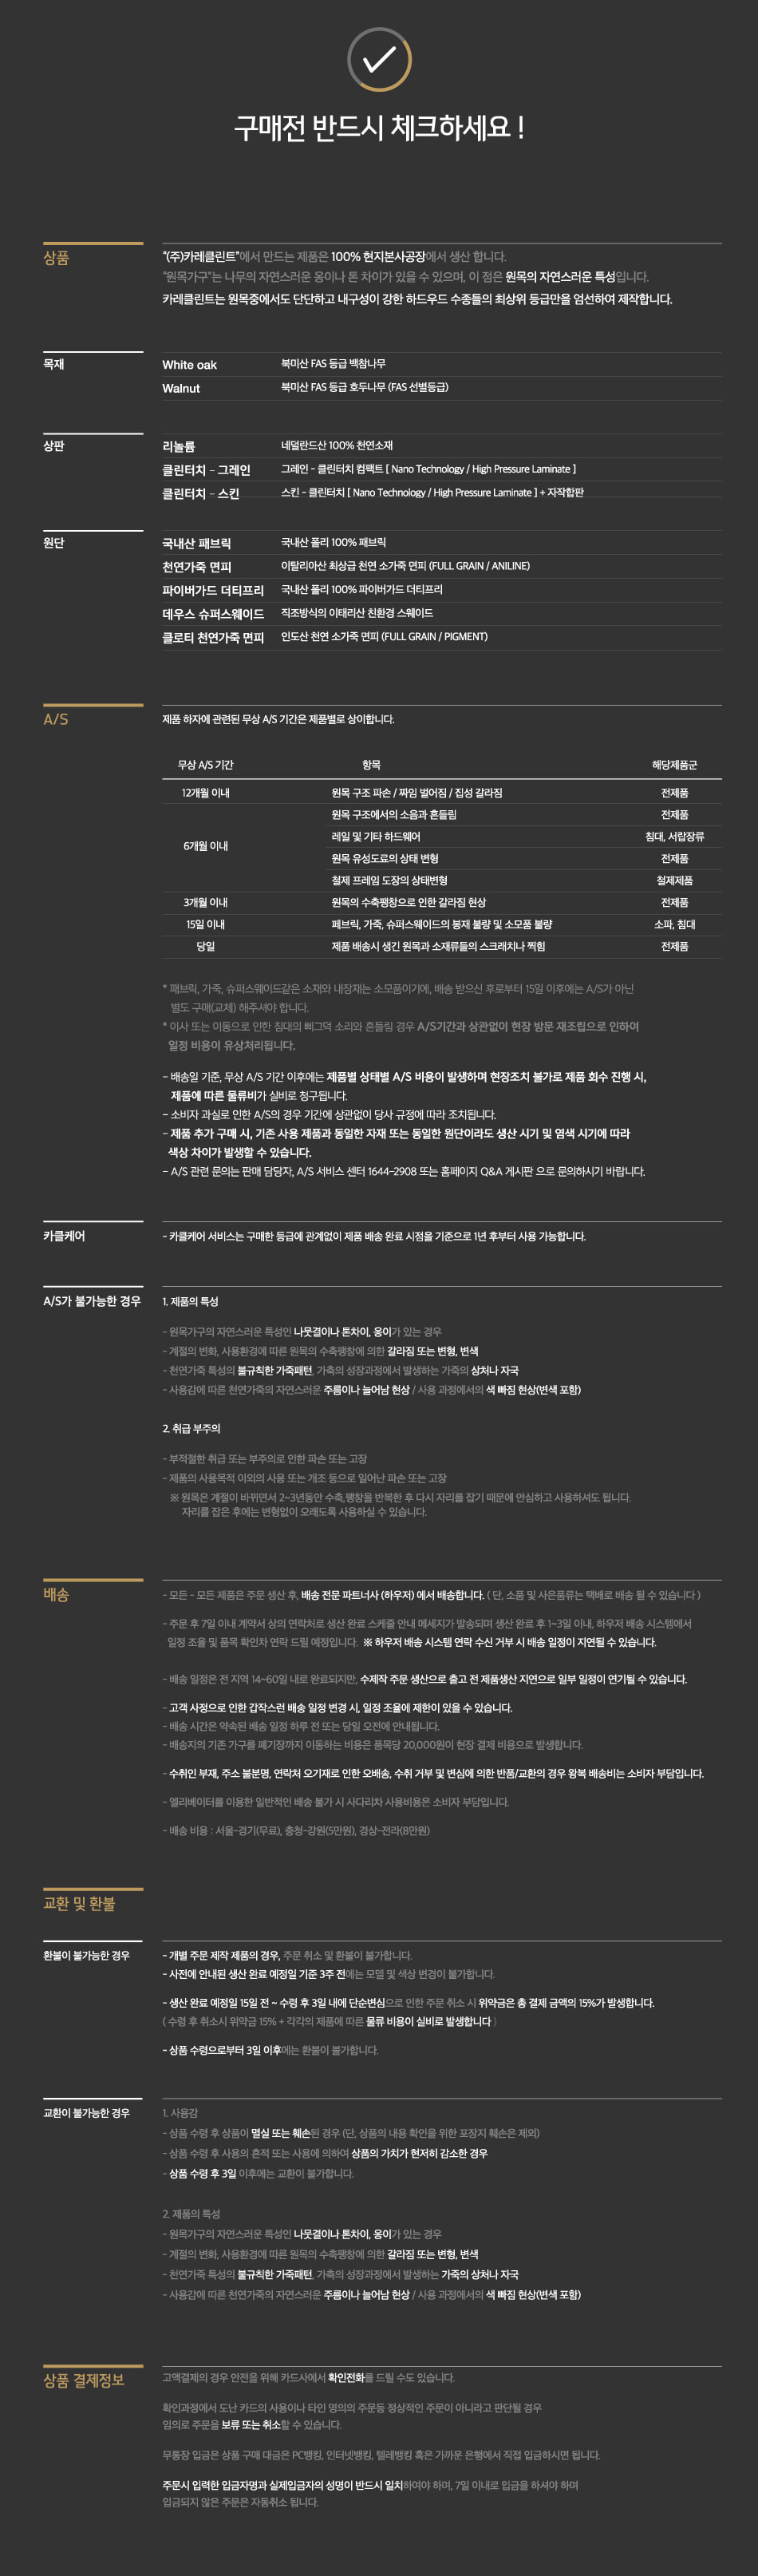 구매전 반드시 체크하세요 !
상품
"(주)카레클린트"에서 만드는 제품은 100% 현지본사공장에서 생산 합니다.
"원목가구"는 나무의 자연스러운 옹이나 톤 차이가 있을 수 있으며, 이 점은 원목의 자연스러운 특성입니다.
카레클린트는 원목중에서도 단단하고 내구성이 강한 하드우드 수종들의 최상위 등급만을 엄선하여 제작합니다.
목재
White oak 북미산 FAS 등급 백참나무
Walnut 북미산 FAS 등급 호두나무 (FAS 선별등급)
상판
리놀륨 네덜란드산 100% 천연소재
클린터치 - 그레인 그레인 - 클린터치 컴팩트 [ Nano Technology / High Pressure Laminate ]
클린터치 - 스킨 스킨 - 클린터치 [ Nano Technology / High Pressure Laminate ] + 자작합판
원단
국내산 패브릭 국내산 폴리 100% 패브릭
천연가죽 면피 이탈리아산 최상급 천연 소가죽 면피 (FULL GRAIN / ANILINE)
파이버가드 더티프리 국내산 폴리 100% 파이버가드 더티프리
데우스 슈퍼스웨이드 직조방식의 이태리산 친환경 스웨이드
클로티 천연가죽 면피 인도산 천연 소가죽 면피 (FULL GRAIN / PIGMENT)
A/S
제품 하자에 관련된 무상 A/S 기간은 제품별로 상이합니다.
무상 A/S 기간 항목 해당제품군
12개월 이내 원목 구조 파손 / 짜임 벌어짐 / 집성 갈라짐 전제품
원목 구조에서의 소음과 흔들림 전제품
레일 및 기타 하드웨어 침대, 서랍장류
6개월 이내
원목 유성도료의 상태 변형 전제품
철제 프레임 도장의 상태변형 철제제품
3개월 이내 원목의 수축팽창으로 인한 갈라짐 현상 전제품
15일 이내 페브릭, 가죽, 슈퍼스웨이드의 봉재 불량 및 소모품 불량 소파, 침대
당일 제품 배송시 생긴 원목과 소재류들의 스크래치나 찍힘 전제품
* 패브릭, 가죽, 슈퍼스웨이드같은 소재와 내장재는 소모품이기에, 배송 받으신 후로부터 15일 이후에는 A/S가 아닌
별도 구매(교체) 해주셔야 합니다.
* 이사 또는 이동으로 인한 침대의 삐그덕 소리와 흔들림 경우 A/S기간과 상관없이 현장 방문 재조립으로 인하여
일정 비용이 유상처리됩니다.
- 배송일 기준, 무상 A/S 기간 이후에는 제품별 상태별 A/S 비용이 발생하며 현장조치 불가로 제품 회수 진행 시,
제품에 따른 물류비가 실비로 청구됩니다.
- 소비자 과실로 인한 A/S의 경우 기간에 상관없이 당사 규정에 따라 조치됩니다.
- 제품 추가 구매 시, 기존 사용 제품과 동일한 자재 또는 동일한 원단이라도 생산 시기 및 염색 시기에 따라
색상 차이가 발생할 수 있습니다.
- A/S 관련 문의는 판매 담당자, A/S 서비스 센터 1644-2908 또는 홈페이지 Q&A 게시판 으로 문의하시기 바랍니다.
카클케어
- 카클케어 서비스는 구매한 등급에 관계없이 제품 배송 완료 시점을 기준으로 1년 후부터 사용 가능합니다.
A/S가 불가능한 경우
1. 제품의 특성
- 원목가구의 자연스러운 특성인 나뭇결이나 톤차이, 옹이가 있는 경우
- 계절의 변화, 사용환경에 따른 원목의 수축팽창에 의한 갈라짐 또는 변형, 변색
- 천연가죽 특성의 불규칙한 가죽패턴, 가축의 성장과정에서 발생하는 가죽의 상처나 자국
- 사용감에 따른 천연가죽의 자연스러운 주름이나 늘어남 현상 / 사용 과정에서의 색 빠짐 현상(변색 포함)
2. 취급 부주의
- 부적절한 취급 또는 부주의로 인한 파손 또는 고장
- 제품의 사용목적 이외의 사용 또는 개조 등으로 일어난 파손 또는 고장
※ 원목은 계절이 바뀌면서 2~3년동안 수축,팽창을 반복한 후 다시 자리를 잡기 때문에 안심하고 사용하셔도 됩니다.
자리를 잡은 후에는 변형없이 오래도록 사용하실 수 있습니다.
배송
- 모든 - 모든 제품은 주문 생산 후, 배송 전문 파트너사 (하우저) 에서 배송합니다. ( 단, 소품 및 사은품류는 택배로 배송 될 수 있습니다 )
- 주문 후 7일 이내 계약서 상의 연락처로 생산 완료 스케줄 안내 메세지가 발송되며 생산 완료 후 1~3일 이내, 하우저 배송 시스템에서
일정 조율 및 품목 확인차 연락 드릴 예정입니다. ※ 하우저 배송 시스템 연락 수신 거부 시 배송 일정이 지연될 수 있습니다.
- 배송 일정은 전 지역 14~60일 내로 완료되지만, 수제작 주문 생산으로 출고 전 제품생산 지연으로 일부 일정이 연기될 수 있습니다.
- 고객 사정으로 인한 갑작스런 배송 일정 변경 시, 일정 조율에 제한이 있을 수 있습니다.
- 배송 시간은 약속된 배송 일정 하루 전 또는 당일 오전에 안내됩니다.
- 배송지의 기존 가구를 폐기장까지 이동하는 비용은 품목당 20,000원이 현장 결제 비용으로 발생합니다.
- 수취인 부재, 주소 불분명, 연락처 오기재로 인한 오배송, 수취 거부 및 변심에 의한 반품/교환의 경우 왕복 배송비는 소비자 부담입니다.
- 엘리베이터를 이용한 일반적인 배송 불가 시 사다리차 사용비용은 소비자 부담입니다.
- 배송 비용 : 서울-경기(무료), 충청-강원(5만원), 경상-전라(8만원)
교환 및 환불
환불이 불가능한 경우
- 개별 주문 제작 제품의 경우, 주문 취소 및 환불이 불가합니다.
- 사전에 안내된 생산 완료 예정일 기준 3주 전에는 모델 및 색상 변경이 불가합니다.
- 생산 완료 예정일 15일 전 ~ 수령 후 3일 내에 단순변심으로 인한 주문 취소 시 위약금은 총 결제 금액의 15%가 발생합니다.
( 수령 후 취소시 위약금 15% + 각각의 제품에 따른 물류 비용이 실비로 발생합니다 )
- 상품 수령으로부터 3일 이후에는 환불이 불가합니다.
교환이 불가능한 경우
1. 사용감
- 상품 수령 후 상품이 멸실 또는 훼손된 경우 (단, 상품의 내용 확인을 위한 포장지 훼손은 제외)
- 상품 수령 후 사용의 흔적 또는 사용에 의하여 상품의 가치가 현저히 감소한 경우
- 상품 수령 후 3일 이후에는 교환이 불가합니다.
2. 제품의 특성
- 원목가구의 자연스러운 특성인 나뭇결이나 톤차이, 옹이가 있는 경우
- 계절의 변화, 사용환경에 따른 원목의 수축팽창에 의한 갈라짐 또는 변형, 변색
- 천연가죽 특성의 불규칙한 가죽패턴, 가축의 성장과정에서 발생하는 가죽의 상처나 자국
- 사용감에 따른 천연가죽의 자연스러운 주름이나 늘어남 현상 / 사용 과정에서의 색 빠짐 현상(변색 포함)
상품 결제정보
고액결제의 경우 안전을 위해 카드사에서 확인전화를 드릴 수도 있습니다.
확인과정에서 도난 카드의 사용이나 타인 명의의 주문등 정상적인 주문이 아니라고 판단될 경우
임의로 주문을 보류 또는 취소할 수 있습니다.
무통장 입금은 상품 구매 대금은 PC뱅킹, 인터넷뱅킹, 텔레뱅킹 혹은 가까운 은행에서 직접 입금하시면 됩니다.
주문시 입력한 입금자명과 실제입금자의 성명이 반드시 일치하여야 하며, 7일 이내로 입금을 하셔야 하며
입금되지 않은 주문은 자동취소 됩니다.